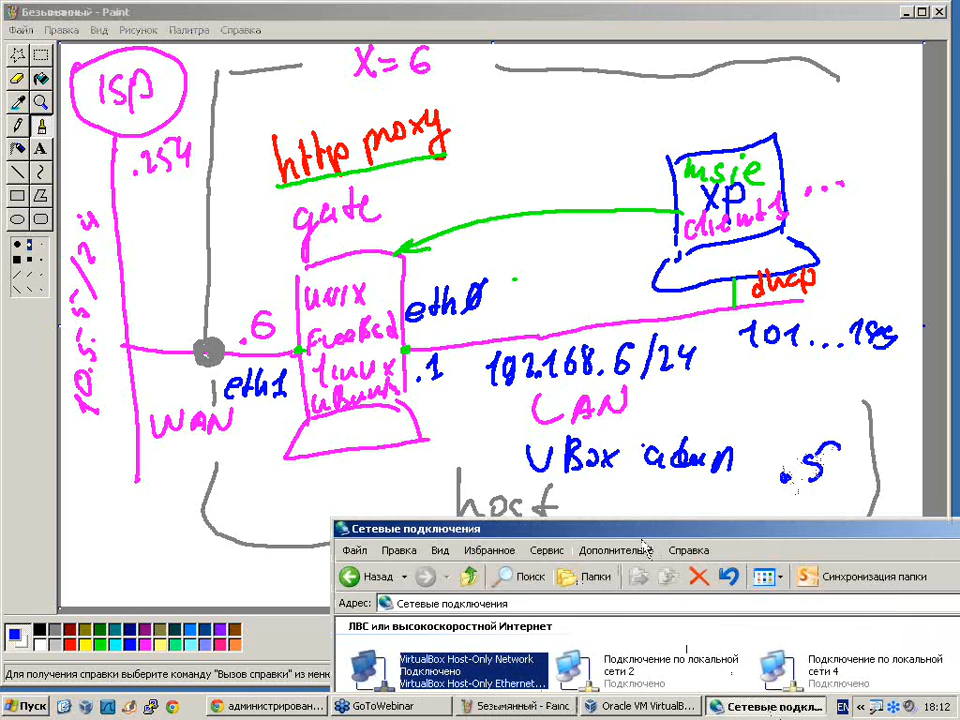 Безымянный - Paint
Файл Правка Вид Рисунок Палитра Справка
ISP
X=6
.254
http proxy
gate
msie
XP
client1
...
unix
FreeBSD
linux
ubuntu
eth0
dhcp
.6
.1
10.5.5/24
eth1
192.168.6/24
101...199
WAN
LAN
VBox adm
.5
host
Сетевые подключения
Файл Правка Вид Избранное Сервис Дополнительно Справка
Назад Поиск Папки Синхронизация папки
Адрес: Сетевые подключения
ЛВС или высокоскоростной Интернет
VirtualBox Host-Only Network
Подключено
VirtualBox Host-Only Ethernet...
Подключение по локальной
сети 2
Подключено
Подключение по локальной
сети 4
Подключено
Для получения справки выберите команду "Вызов справки" из меню
Пуск администрирован... GoToWebinar Безымянный - Paint Oracle VM VirtualB... Сетевые подкл... EN 18:12